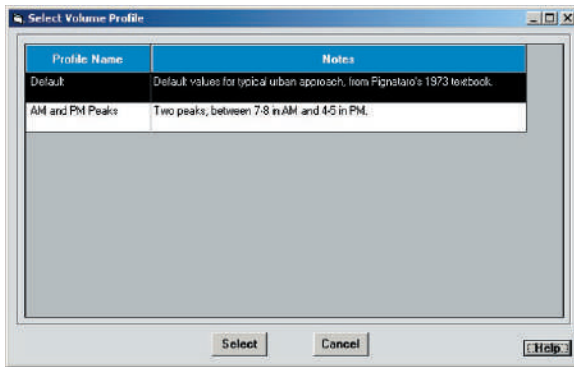 Select Volume Profile
Profile Name Notes
Default Default values for typical urban approach, from Pignataro's 1973 textbook.
AM and PM Peaks Two peaks, between 7-8 in AM and 4-5 in PM.
Select Cancel Help